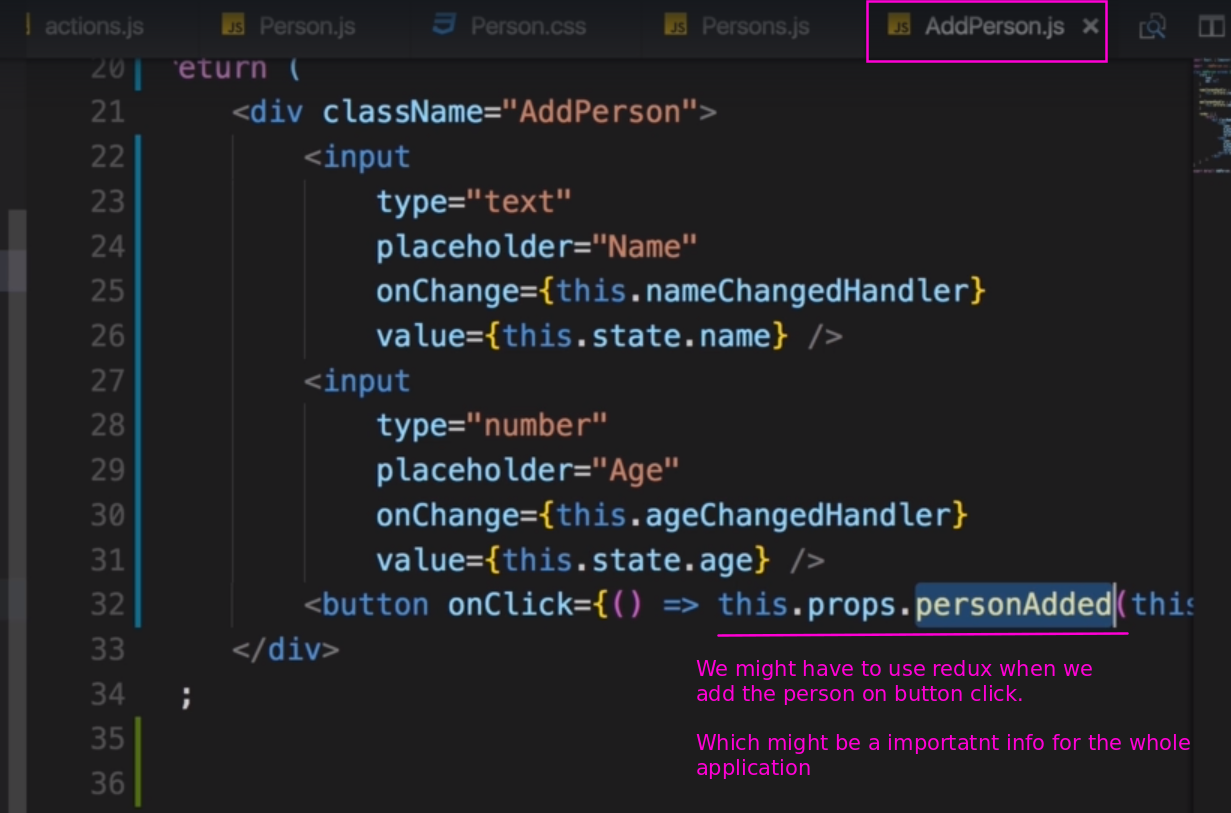 actions.js JS Person.js Person.css JS Persons.js JS AddPerson.js ×
20 return (
21 <div className="AddPerson">
22 <input
23 type="text"
24 placeholder="Name"
25 onChange={this.nameChangedHandler}
26 value={this.state.name} />
27 <input
28 type="number"
29 placeholder="Age"
30 onChange={this.ageChangedHandler}
31 value={this.state.age} />
32 <button onClick={() => this.props.personAdded(this
33 </div>
34 ;
35
36
We might have to use redux when we
add the person on button click.
Which might be a importatnt info for the whole
application